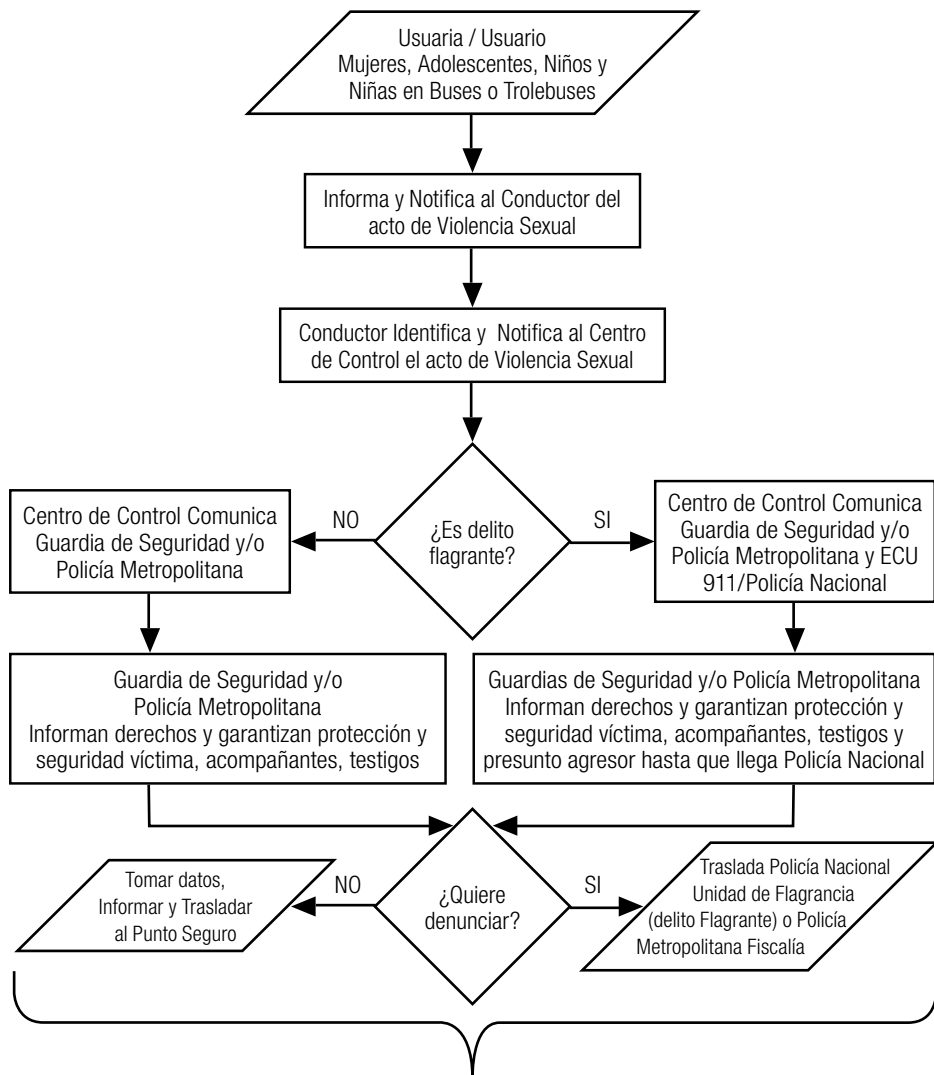 Usuaria / Usuario
Mujeres, Adolescentes, Niños y
Niñas en Buses o Trolebuses
Informa y Notifica al Conductor del
acto de Violencia Sexual
Conductor Identifica y Notifica al Centro
de Control el acto de Violencia Sexual
¿Es delito
flagrante?
NO
SI
Centro de Control Comunica
Guardia de Seguridad y/o
Policía Metropolitana
Centro de Control Comunica
Guardia de Seguridad y/o
Policía Metropolitana y ECU
911/Policía Nacional
Guardia de Seguridad y/o
Policía Metropolitana
Informan derechos y garantizan protección y
seguridad víctima, acompañantes, testigos
Guardias de Seguridad y/o Policía Metropolitana
Informan derechos y garantizan protección y
seguridad víctima, acompañantes, testigos y
presunto agresor hasta que llega Policía Nacional
¿Quiere
denunciar?
NO
SI
Tomar datos,
Informar y Trasladar
al Punto Seguro
Traslada Policía Nacional
Unidad de Flagrancia
(delito Flagrante) o Policía
Metropolitana Fiscalía